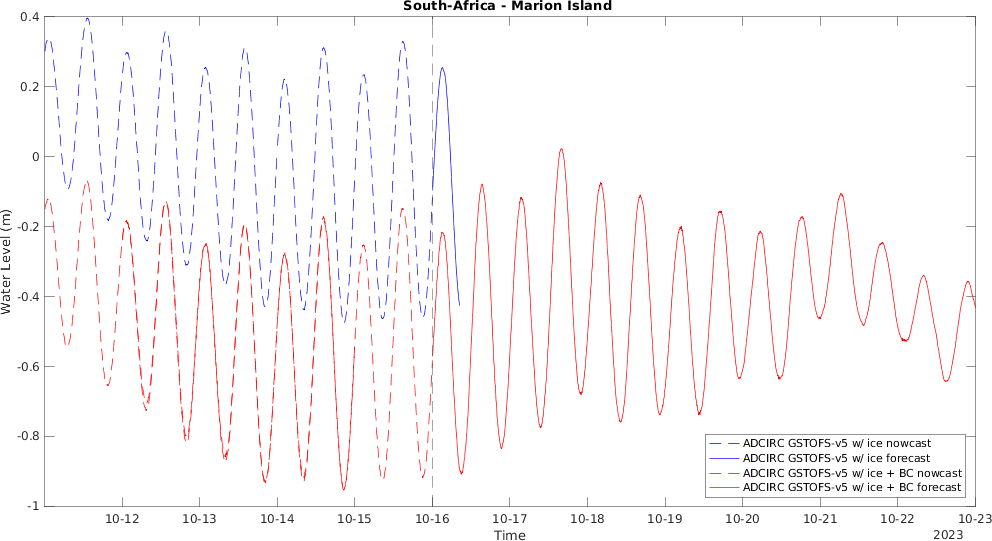 South-Africa - Marion Island
Water Level (m)
0.4
0.2
0
-0.2
-0.4
-0.6
-0.8
-1
ADCIRC GSTOFS-v5 w/ ice nowcast
ADCIRC GSTOFS-v5 w/ ice forecast
ADCIRC GSTOFS-v5 w/ ice + BC nowcast
ADCIRC GSTOFS-v5 w/ ice + BC forecast
10-12 10-13 10-14 10-15 10-16 10-17 10-18 10-19 10-20 10-21 10-22 10-23
Time
2023